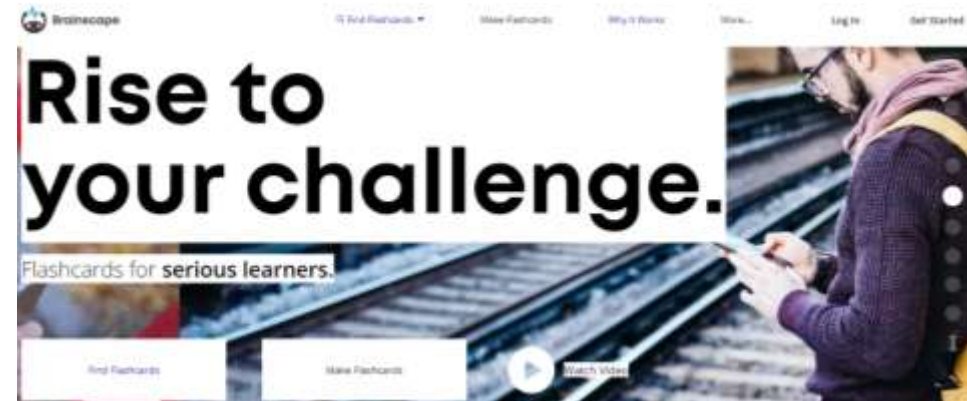 Brainscape
Find Flashcards
Make Flashcards
Why It Works
More...
Log In
Get Started
Rise to
your challenge.
Flashcards for serious learners.
Find Flashcards
Make Flashcards
Watch Video